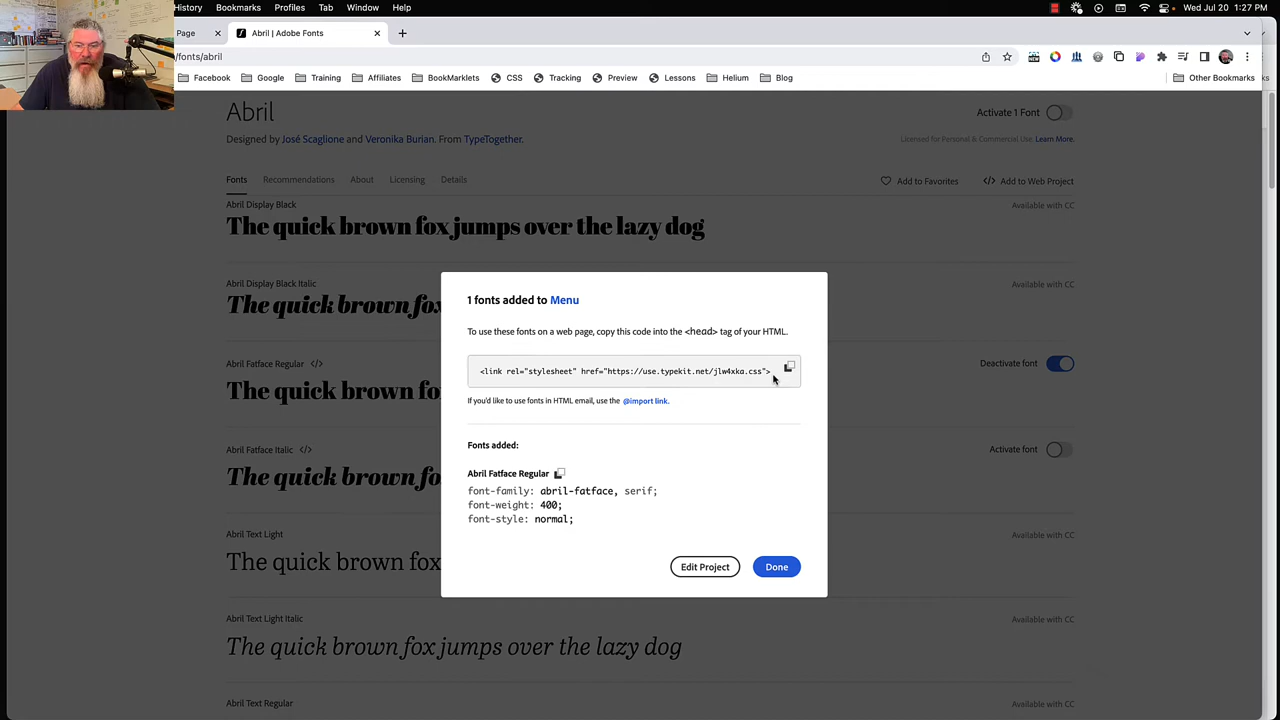 History Bookmarks Profiles Tab Window Help Wed Jul 20 1:27 PM
Page Abril | Adobe Fonts
/fonts/abril
Facebook Google Training Affiliates BookMarklets CSS Tracking Preview Lessons Helium Blog Other Bookmarks
Abril
Activate 1 Font
Designed by José Scaglione and Veronika Burian. From TypeTogether.
Licensed for Personal & Commercial Use. Learn More.
Fonts Recommendations About Licensing Details
Add to Favorites </> Add to Web Project
Abril Display Black
Available with CC
The quick brown fox jumps over the lazy dog
Abril Display Black Italic
Available with CC
The quick brown fox
Abril Fatface Regular </>
Deactivate font
The quick brown fo
Abril Fatface Italic </>
Activate font
The quick brown fo
Abril Text Light
Available with CC
The quick brown fo
Abril Text Light Italic
Available with CC
The quick brown fox jumps over the lazy dog
Abril Text Regular
Available with CC
1 fonts added to Menu
To use these fonts on a web page, copy this code into the <head> tag of your HTML.
<link rel="stylesheet" href="https://use.typekit.net/jlw4xka.css">
If you'd like to use fonts in HTML email, use the @import link.
Fonts added:
Abril Fatface Regular
font-family: abril-fatface, serif;
font-weight: 400;
font-style: normal;
Edit Project Done